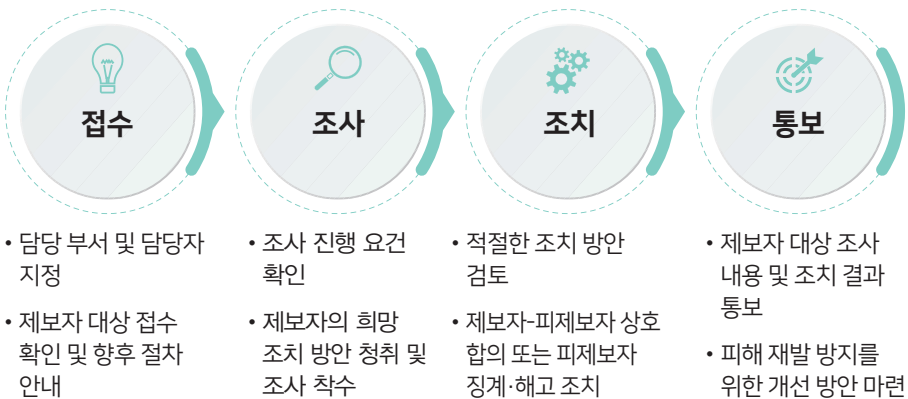 접수
조사
조치
통보
• 담당 부서 및 담당자
지정
• 제보자 대상 접수
확인 및 향후 절차
안내
• 조사 진행 요건
확인
• 제보자의 희망
조치 방안 청취 및
조사 착수
• 적절한 조치 방안
검토
• 제보자-피제보자 상호
합의 또는 피제보자
징계·해고 조치
• 제보자 대상 조사
내용 및 조치 결과
통보
• 피해 재발 방지를
위한 개선 방안 마련